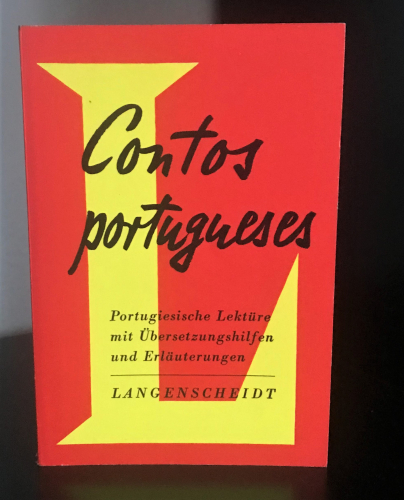 Contos
portugueses
Portugiesische Lektüre
mit Übersetzungshilfen
und Erläuterungen
LANGENSCHEIDT